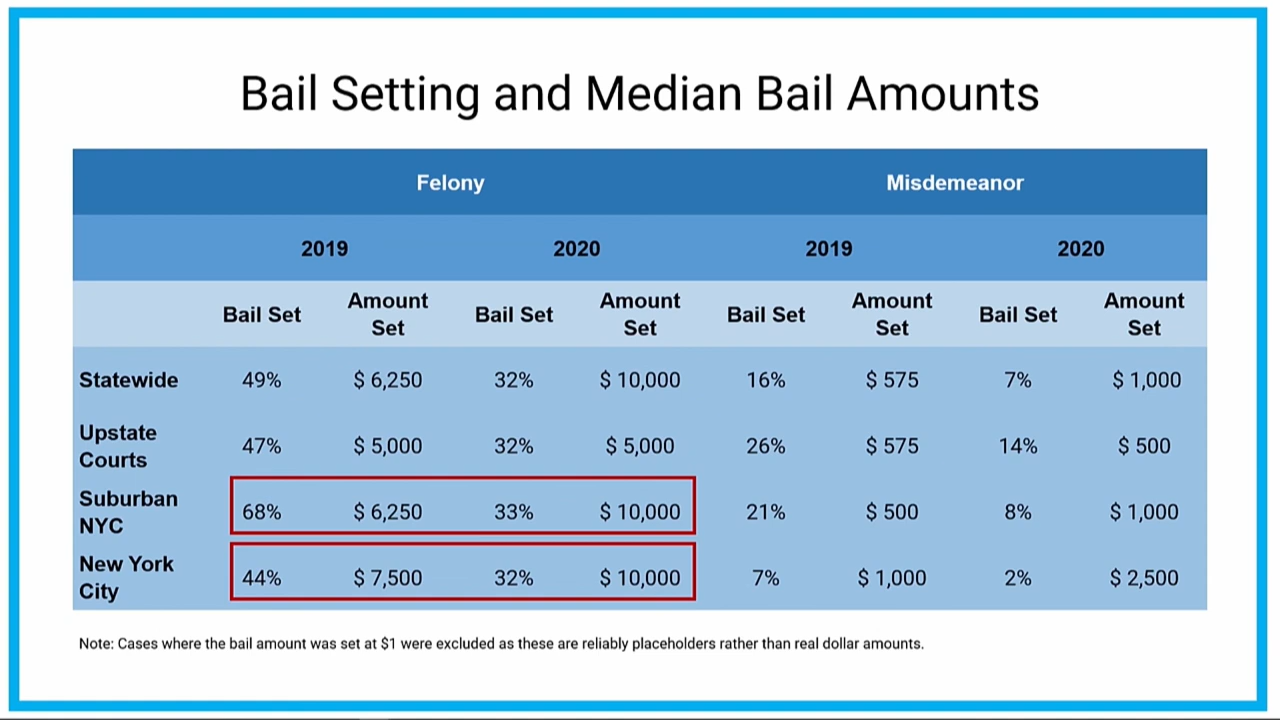 Bail Setting and Median Bail Amounts
Felony Misdemeanor
2019 2020 2019 2020
Bail Set Amount Set Bail Set Amount Set Bail Set Amount Set Bail Set Amount Set
Statewide 49% $ 6,250 32% $ 10,000 16% $ 575 7% $ 1,000
Upstate Courts 47% $ 5,000 32% $ 5,000 26% $ 575 14% $ 500
Suburban NYC 68% $ 6,250 33% $ 10,000 21% $ 500 8% $ 1,000
New York City 44% $ 7,500 32% $ 10,000 7% $ 1,000 2% $ 2,500
Note: Cases where the bail amount was set at $1 were excluded as these are reliably placeholders rather than real dollar amounts.